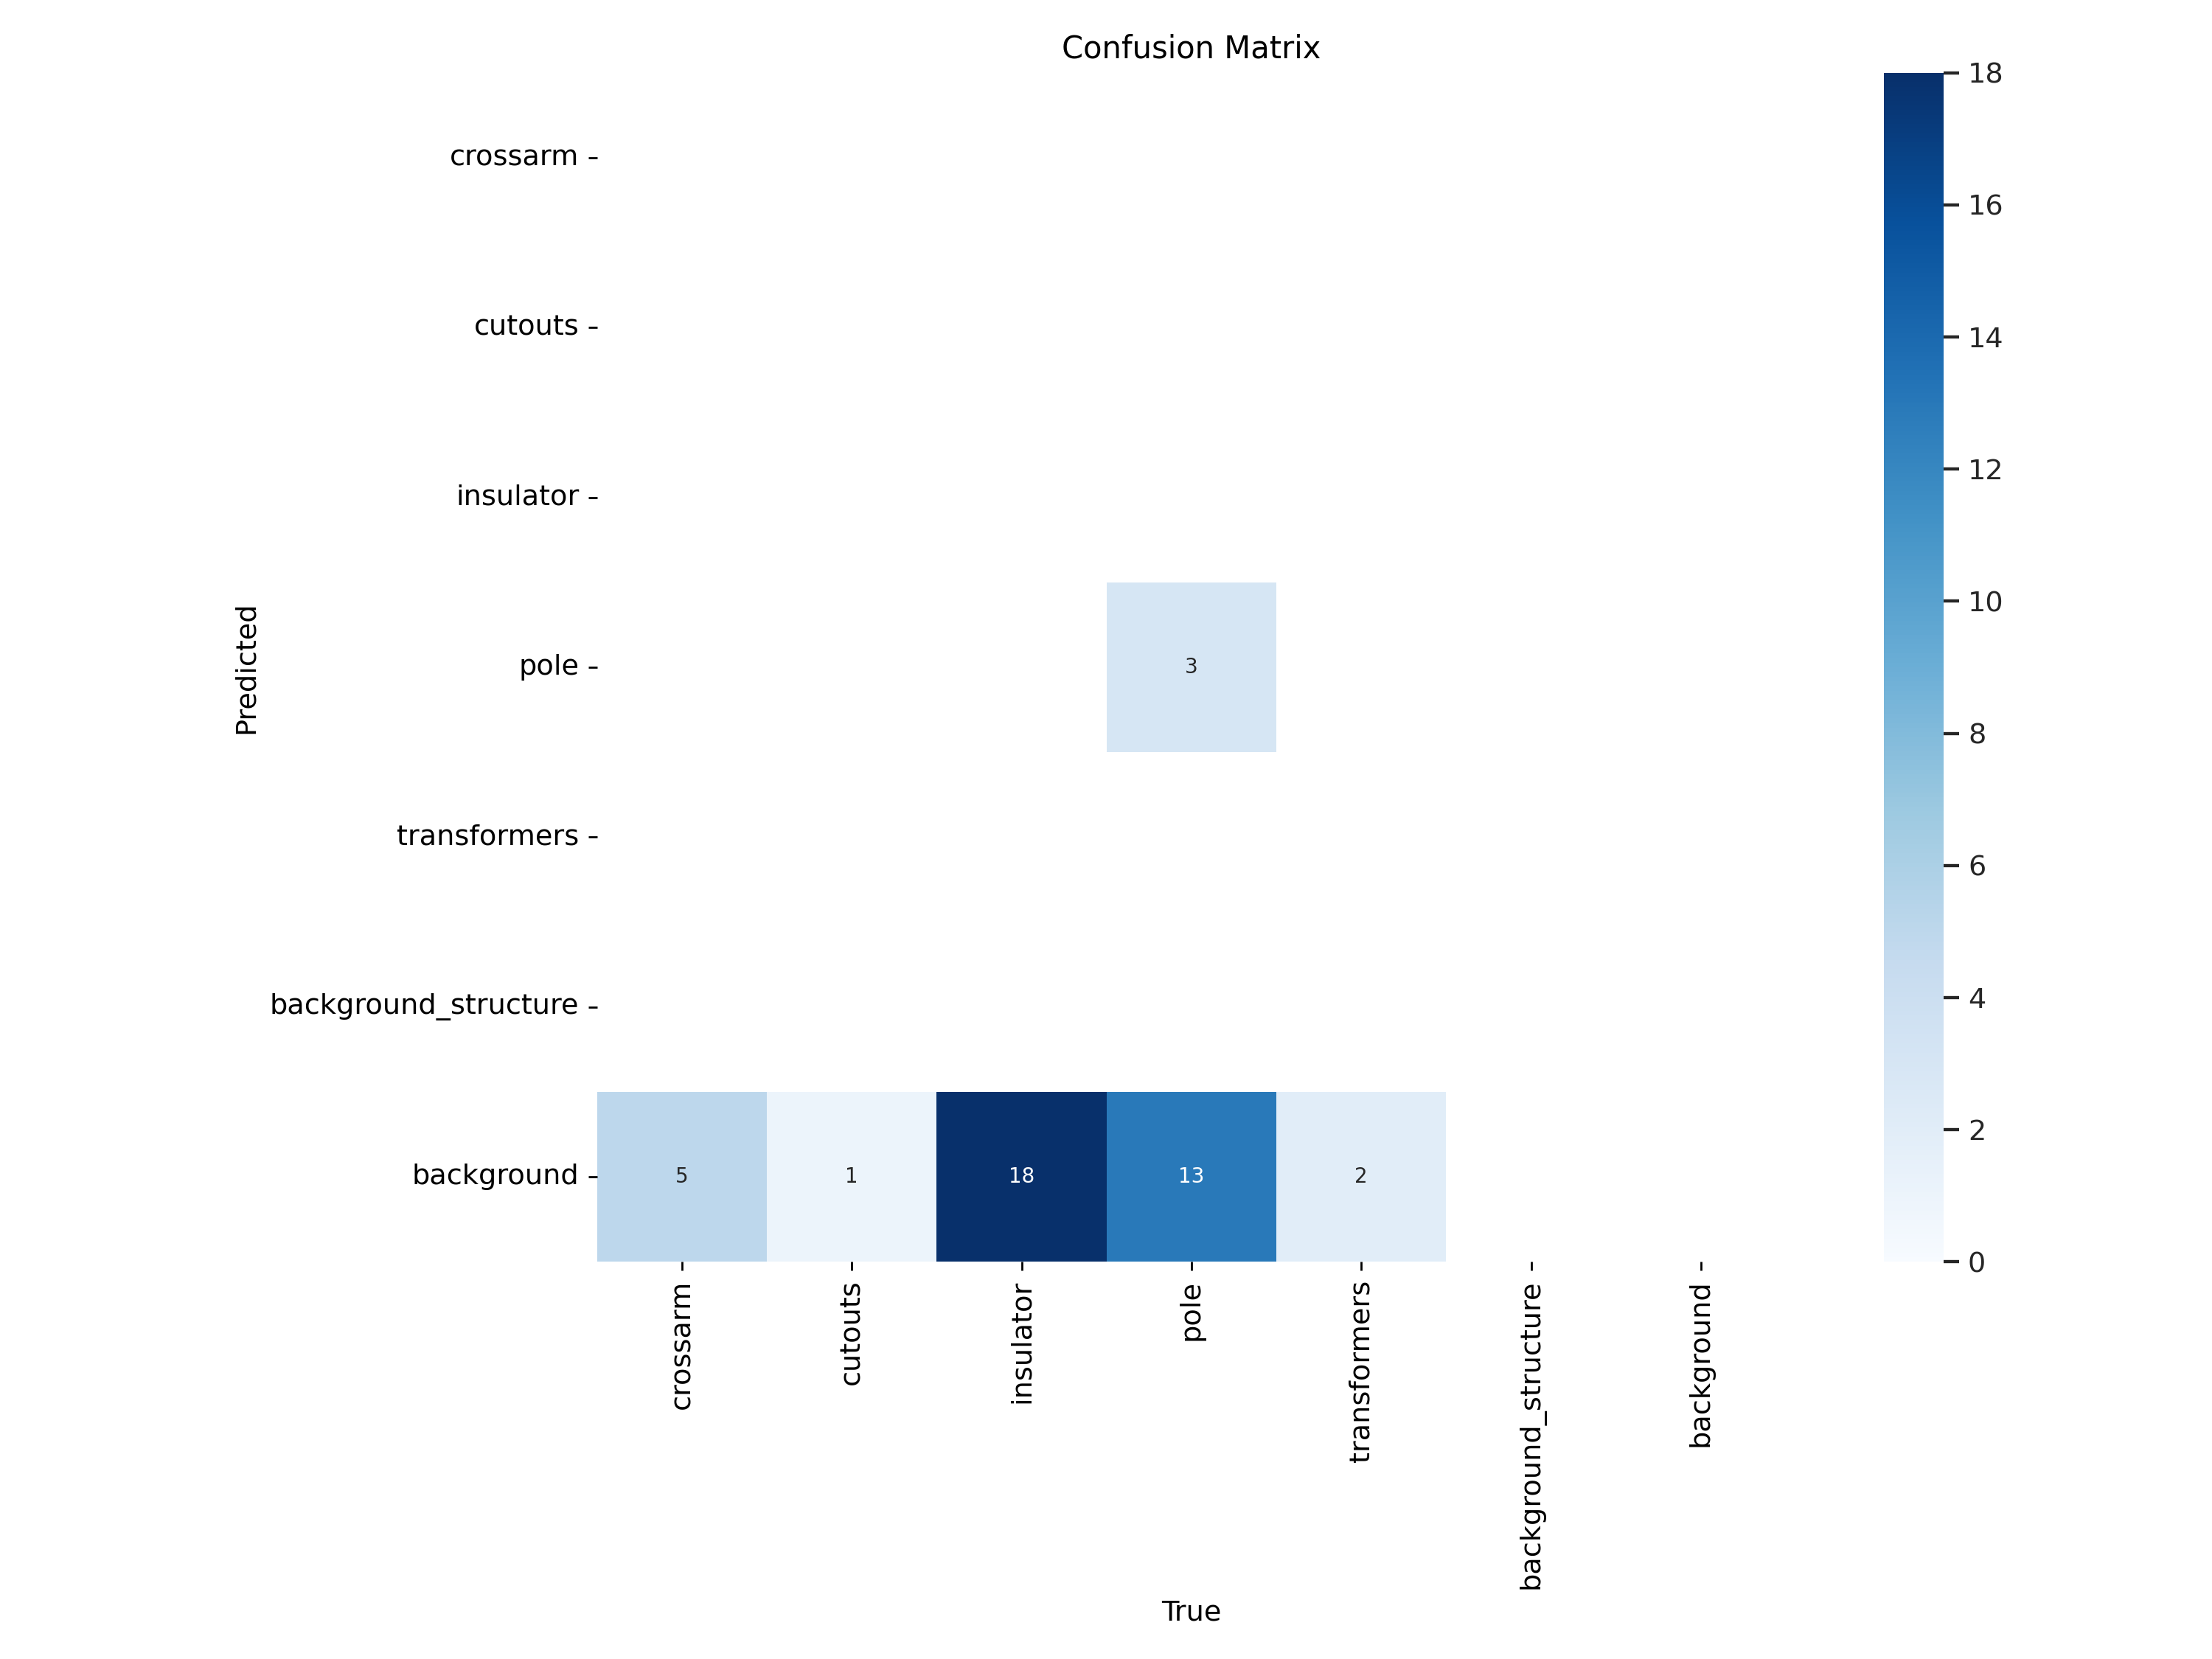 Confusion Matrix
Predicted
crossarm
cutouts
insulator
pole
transformers
background_structure
background
3
5 1 18 13 2
crossarm
cutouts
insulator
pole
transformers
background_structure
background
True
18
16
14
12
10
8
6
4
2
0